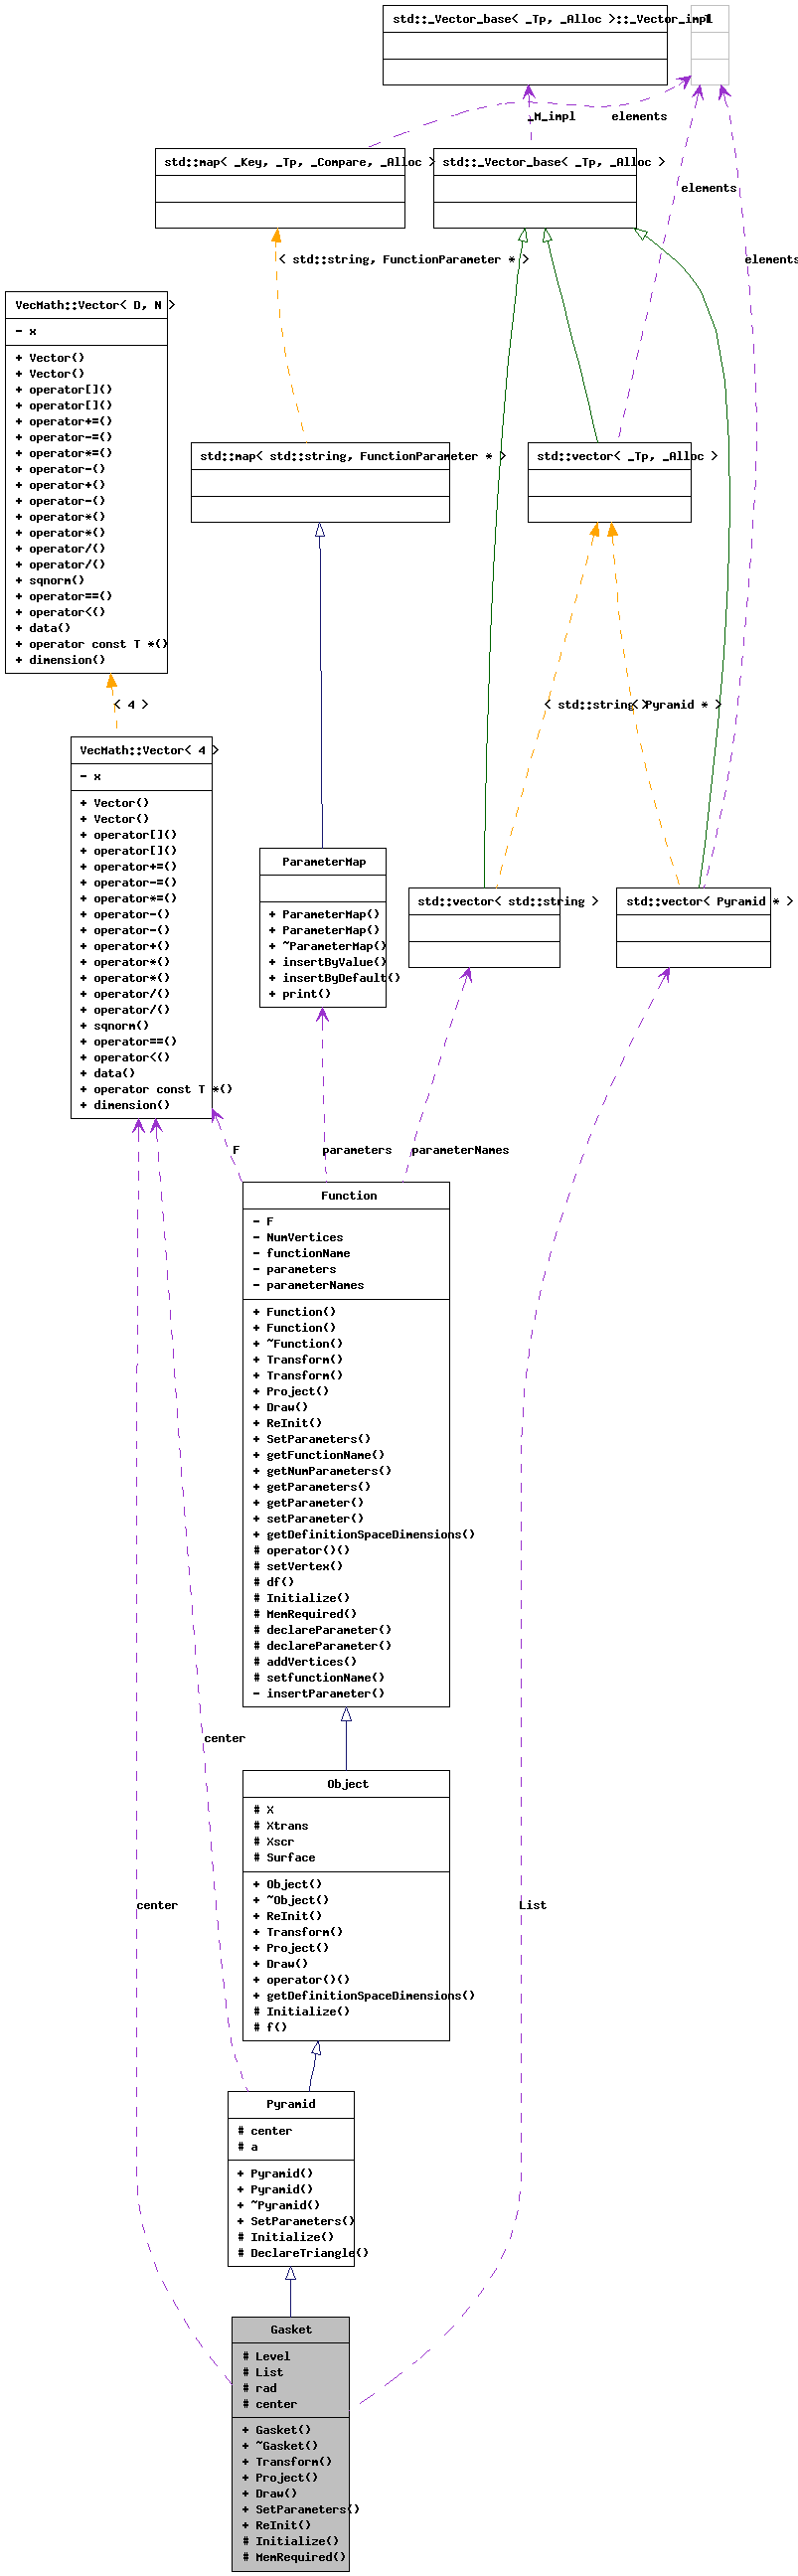 std::_Vector_base< _Tp, _Alloc >::_Vector_impl
T
_M_impl
elements
std::map< _Key, _Tp, _Compare, _Alloc >
std::_Vector_base< _Tp, _Alloc >
elements
< std::string, FunctionParameter * >
elements
VecMath::Vector< D, N >
- x
+ Vector()
+ Vector()
+ operator[]()
+ operator[]()
+ operator+=()
+ operator-=()
+ operator*=()
+ operator-()
+ operator+()
+ operator-()
+ operator*()
+ operator*()
+ operator/()
+ operator/()
+ sqnorm()
+ operator==()
+ operator<()
+ data()
+ operator const T *()
+ dimension()
std::map< std::string, FunctionParameter * >
std::vector< _Tp, _Alloc >
< 4 >
< std::string >
< Pyramid * >
VecMath::Vector< 4 >
- x
+ Vector()
+ Vector()
+ operator[]()
+ operator[]()
+ operator+=()
+ operator-=()
+ operator*=()
+ operator-()
+ operator-()
+ operator+()
+ operator*()
+ operator*()
+ operator/()
+ operator/()
+ sqnorm()
+ operator==()
+ operator<()
+ data()
+ operator const T *()
+ dimension()
ParameterMap
+ ParameterMap()
+ ParameterMap()
+ ~ParameterMap()
+ insertByValue()
+ insertByDefault()
+ print()
std::vector< std::string >
std::vector< Pyramid * >
F
parameters
parameterNames
Function
- F
- NumVertices
- functionName
- parameters
- parameterNames
+ Function()
+ Function()
+ ~Function()
+ Transform()
+ Transform()
+ Project()
+ Draw()
+ ReInit()
+ SetParameters()
+ getFunctionName()
+ getNumParameters()
+ getParameters()
+ getParameter()
+ setParameter()
+ getDefinitionSpaceDimensions()
# operator()()
# setVertex()
# df()
# Initialize()
# MemRequired()
# declareParameter()
# declareParameter()
# addVertices()
# setfunctionName()
- insertParameter()
center
Object
# X
# Xtrans
# Xscr
# Surface
+ Object()
+ ~Object()
+ ReInit()
+ Transform()
+ Project()
+ Draw()
+ operator()()
+ getDefinitionSpaceDimensions()
# Initialize()
# f()
center
List
Pyramid
# center
# a
+ Pyramid()
+ Pyramid()
+ ~Pyramid()
+ SetParameters()
# Initialize()
# DeclareTriangle()
Gasket
# Level
# List
# rad
# center
+ Gasket()
+ ~Gasket()
+ Transform()
+ Project()
+ Draw()
+ SetParameters()
+ ReInit()
# Initialize()
# MemRequired()